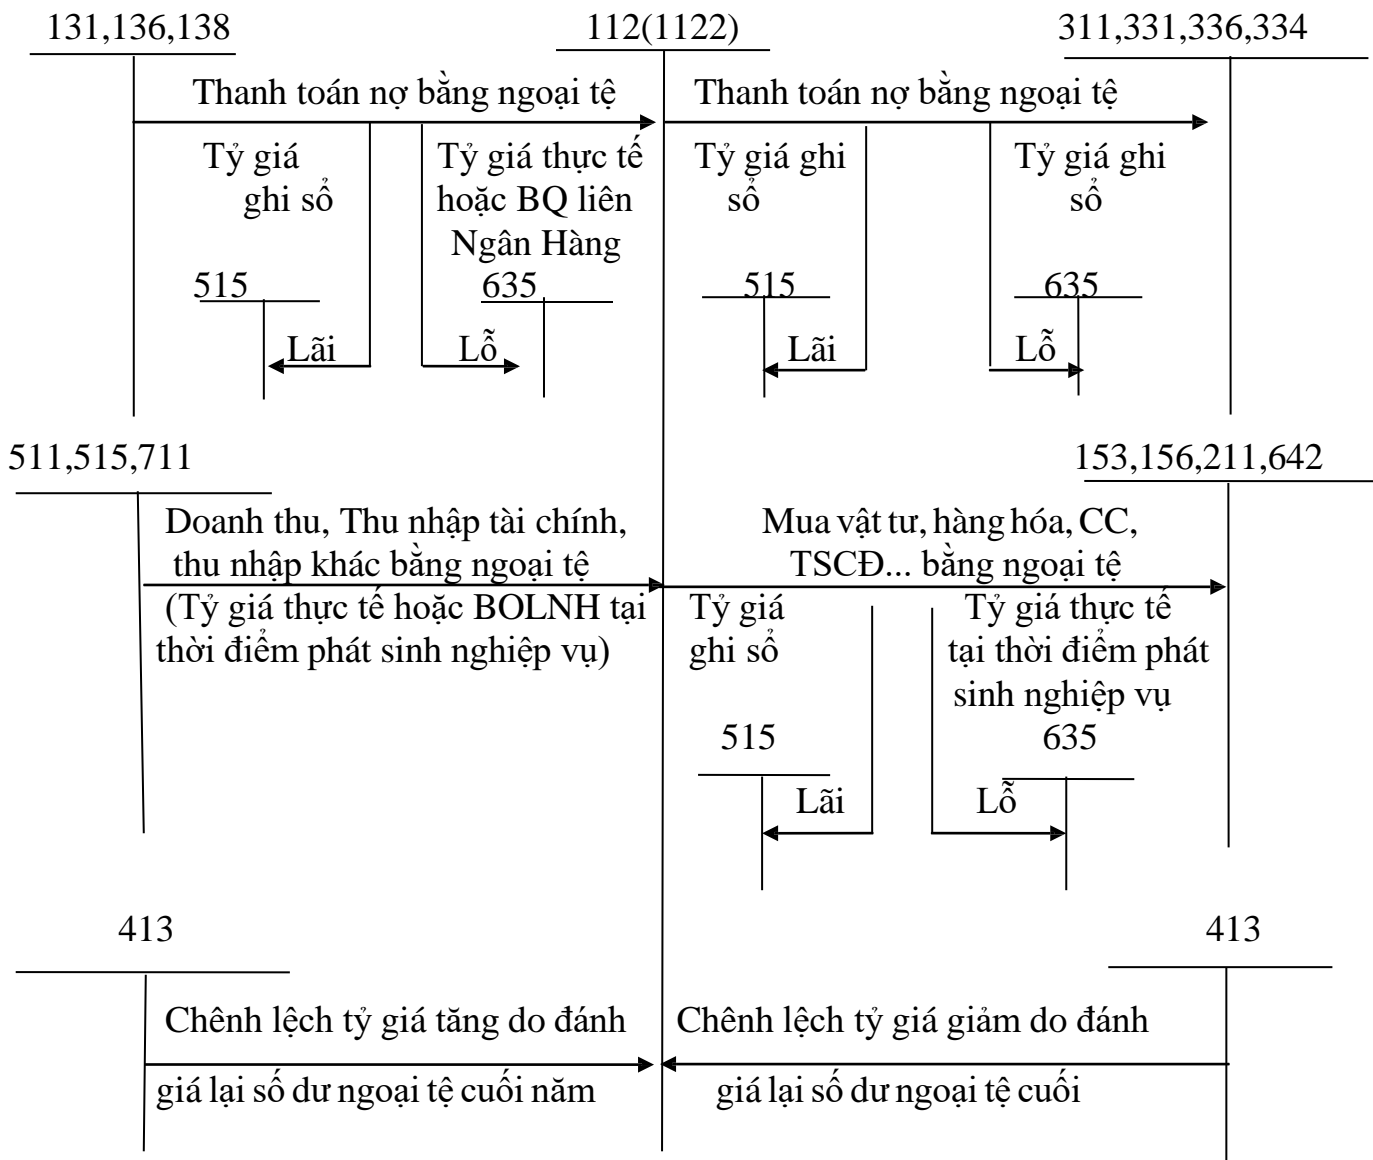 131,136,138
112(1122)
311,331,336,334
Thanh toán nợ bằng ngoại tệ
Thanh toán nợ bằng ngoại tệ
Tỷ giá
ghi sổ
Tỷ giá thực tế
hoặc BQ liên
Ngân Hàng
Tỷ giá ghi
sổ
Tỷ giá ghi
sổ
515
635
515
635
Lãi
Lỗ
Lãi
Lỗ
511,515,711
153,156,211,642
Doanh thu, Thu nhập tài chính,
thu nhập khác bằng ngoại tệ
(Tỷ giá thực tế hoặc BOLNH tại
thời điểm phát sinh nghiệp vụ)
Mua vật tư, hàng hóa, CC,
TSCĐ... bằng ngoại tệ
Tỷ giá
ghi sổ
Tỷ giá thực tế
tại thời điểm phát
sinh nghiệp vụ
515
635
Lãi
Lỗ
413
413
Chênh lệch tỷ giá tăng do đánh
giá lại số dư ngoại tệ cuối năm
Chênh lệch tỷ giá giảm do đánh
giá lại số dư ngoại tệ cuối